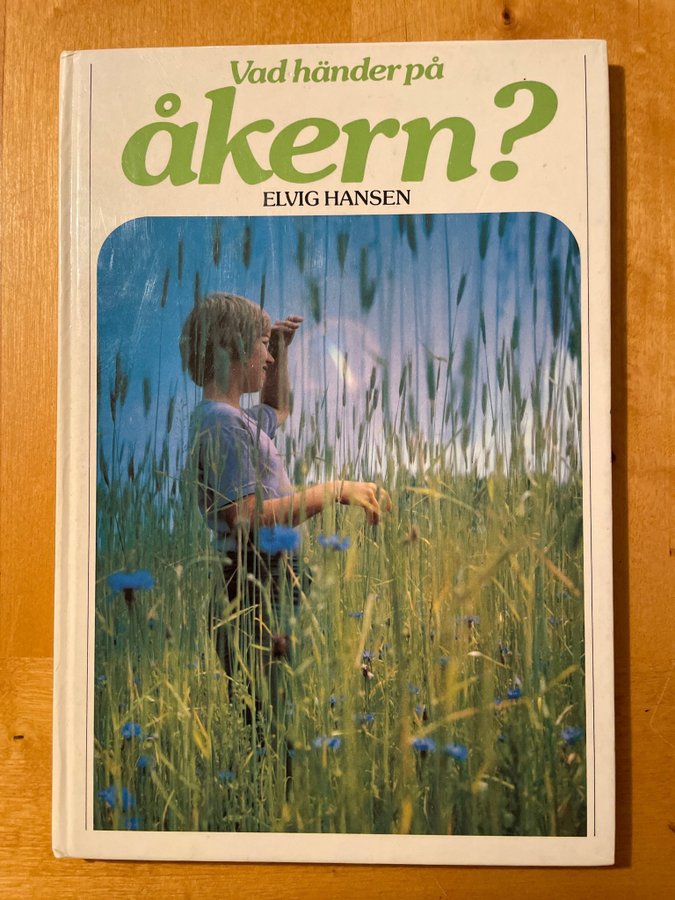 Vad händer på
åkern?
ELVIG HANSEN